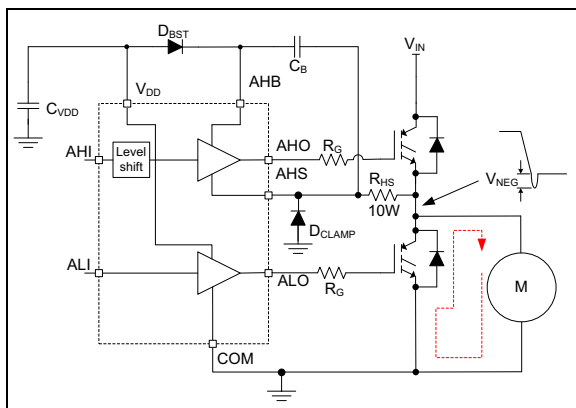 DBST
VIN
AHB
CB
VDD
CVDD
AHI
Level
shift
AHO
RG
AHS
RHS
10W
VNEG
DCLAMP
ALI
ALO
RG
M
COM